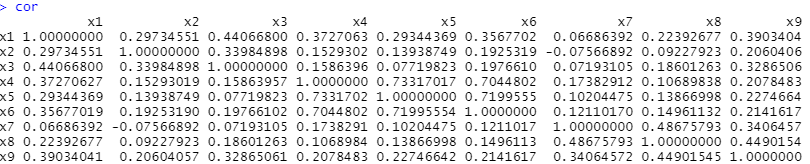 > cor
x1 x2 x3 x4 x5 x6 x7 x8 x9
x1 1.00000000 0.29734551 0.44066800 0.3727063 0.29344369 0.3567702 0.06686392 0.22392677 0.3903404
x2 0.29734551 1.00000000 0.33984898 0.1529302 0.13938749 0.1925319 -0.07566892 0.09227923 0.2060406
x3 0.44066800 0.33984898 1.00000000 0.1586396 0.07719823 0.1976610 0.07193105 0.18601263 0.3286506
x4 0.37270627 0.15293019 0.15863957 1.0000000 0.73317017 0.7044802 0.17382912 0.10689838 0.2078483
x5 0.29344369 0.13938749 0.07719823 0.7331702 1.00000000 0.7199555 0.10204475 0.13866998 0.2274664
x6 0.35677019 0.19253190 0.19766102 0.7044802 0.71995554 1.0000000 0.12110170 0.14961132 0.2141617
x7 0.06686392 -0.07566892 0.07193105 0.1738291 0.10204475 0.1211017 1.00000000 0.48675793 0.3406457
x8 0.22392677 0.09227923 0.18601263 0.1068984 0.13866998 0.1496113 0.48675793 1.00000000 0.4490154
x9 0.39034041 0.20604057 0.32865061 0.2078483 0.22746642 0.2141617 0.34064572 0.44901545 1.0000000